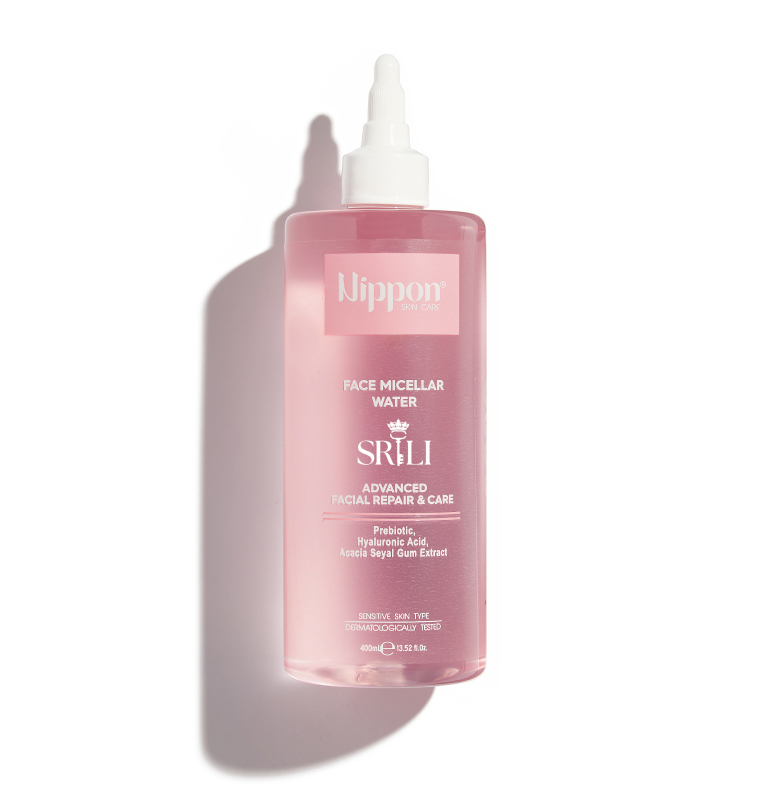 Nippon®
SKIN CARE
FACE MICELLAR
WATER
SRILI
ADVANCED
FACIAL REPAIR & CARE
Prebiotic,
Hyaluronic Acid,
Acacia Seyal Gum Extract
SENSITIVE SKIN TYPE
DERMATOLOGICALLY TESTED
400ml ℮ 13.52 fl.oz.